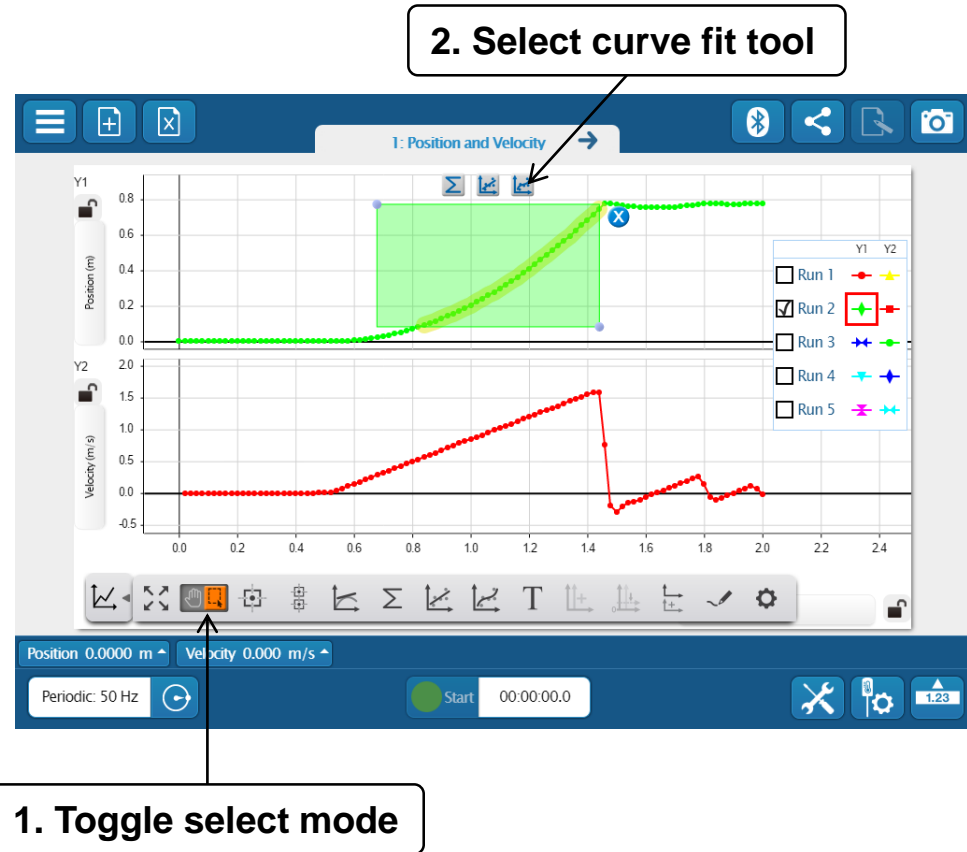 2. Select curve fit tool
1: Position and Velocity
Y1
0.8
0.6
0.4
0.2
0.0
Position (m)
Y1 Y2
Run 1
Run 2
Run 3
Run 4
Run 5
Y2
2.0
1.5
1.0
0.5
0.0
-0.5
Velocity (m/s)
0.0 0.2 0.4 0.6 0.8 1.0 1.2 1.4 1.6 1.8 2.0 2.2 2.4
Σ T
Position 0.0000 m Velocity 0.000 m/s
Periodic: 50 Hz Start 00:00:00.0 1.23
1. Toggle select mode